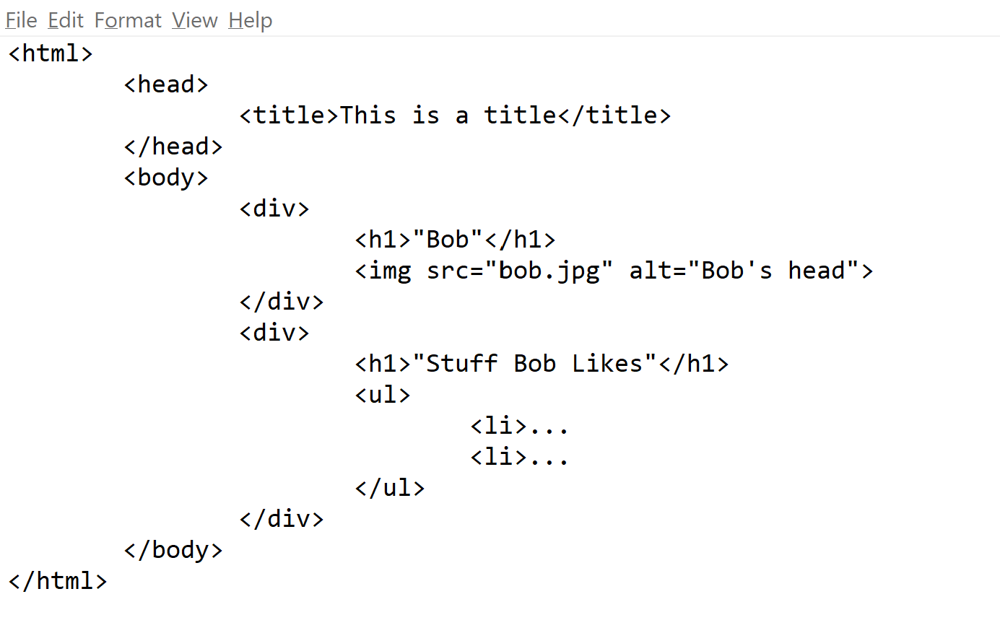 File Edit Format View Help
<html>
        <head>
                <title>This is a title</title>
        </head>
        <body>
                <div>
                        <h1>"Bob"</h1>
                        <img src="bob.jpg" alt="Bob's head">
                </div>
                <div>
                        <h1>"Stuff Bob Likes"</h1>
                        <ul>
                                <li>...
                                <li>...
                        </ul>
                </div>
        </body>
</html>